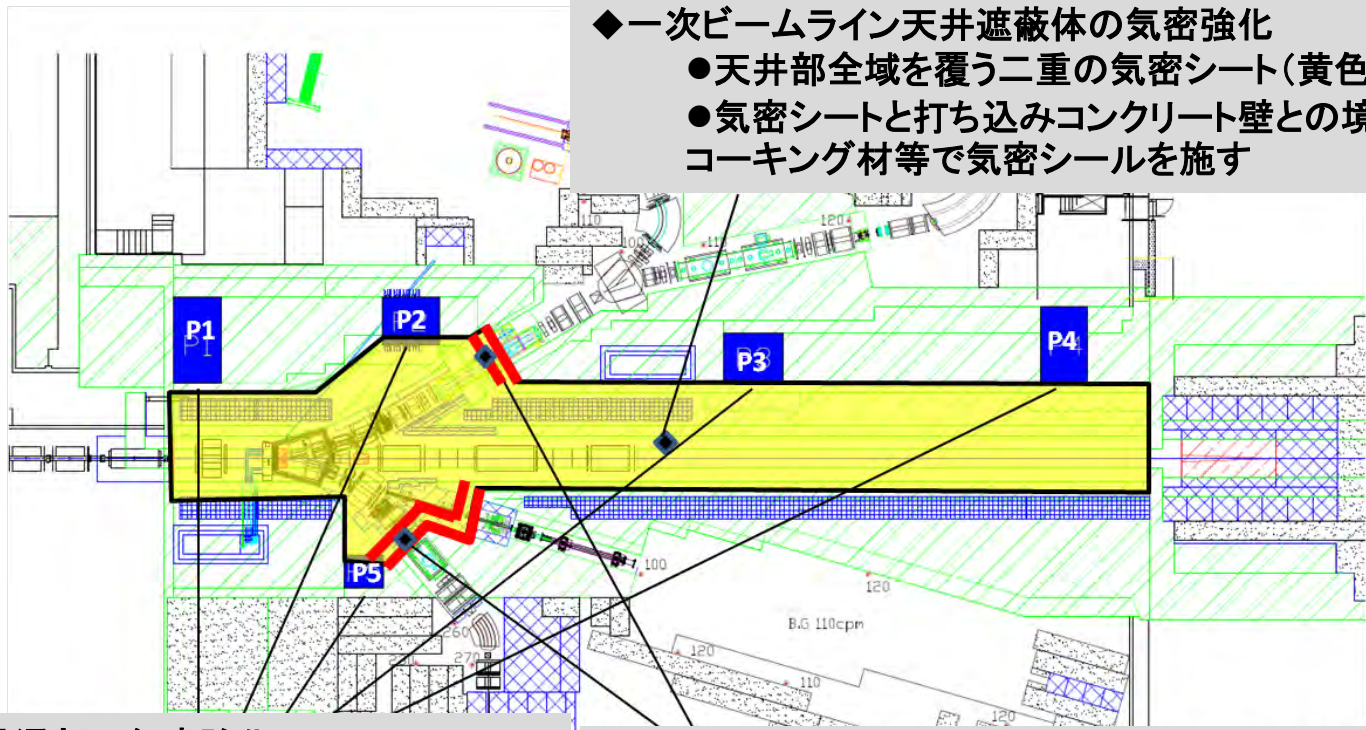 ◆一次ビームライン天井遮蔽体の気密強化
●天井部全域を覆う二重の気密シート(黄色
●気密シートと打ち込みコンクリート壁との境
コーキング材等で気密シールを施す
110
100
110
120
P1
P2
P3
P4
P5
100
120
B.G 110cpm
260
270
120
110
120